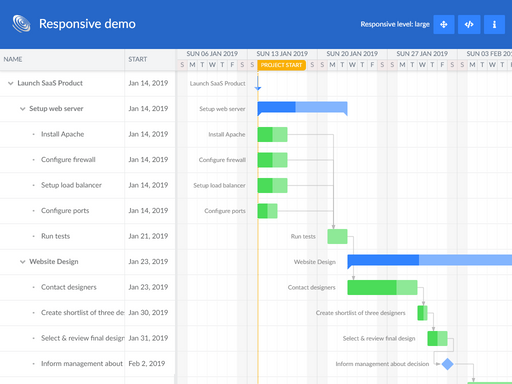 Responsive demo
Responsive level: large
NAME
START
SUN 06 JAN 2019
SUN 13 JAN 2019
SUN 20 JAN 2019
SUN 27 JAN 2019
SUN 03 FEB 201
S M T W T F S S M T W T F S S M T W T F S S M T W T F S S M T W T
PROJECT START
Launch SaaS Product
Jan 14, 2019
Launch SaaS Product
Setup web server
Jan 14, 2019
Setup web server
Install Apache
Jan 14, 2019
Install Apache
Configure firewall
Jan 14, 2019
Configure firewall
Setup load balancer
Jan 14, 2019
Setup load balancer
Configure ports
Jan 14, 2019
Configure ports
Run tests
Jan 21, 2019
Run tests
Website Design
Jan 23, 2019
Website Design
Contact designers
Jan 23, 2019
Contact designers
Create shortlist of three de
Jan 30, 2019
Create shortlist of three designers
Select & review final design
Jan 31, 2019
Select & review final design
Inform management about
Feb 2, 2019
Inform management about decision